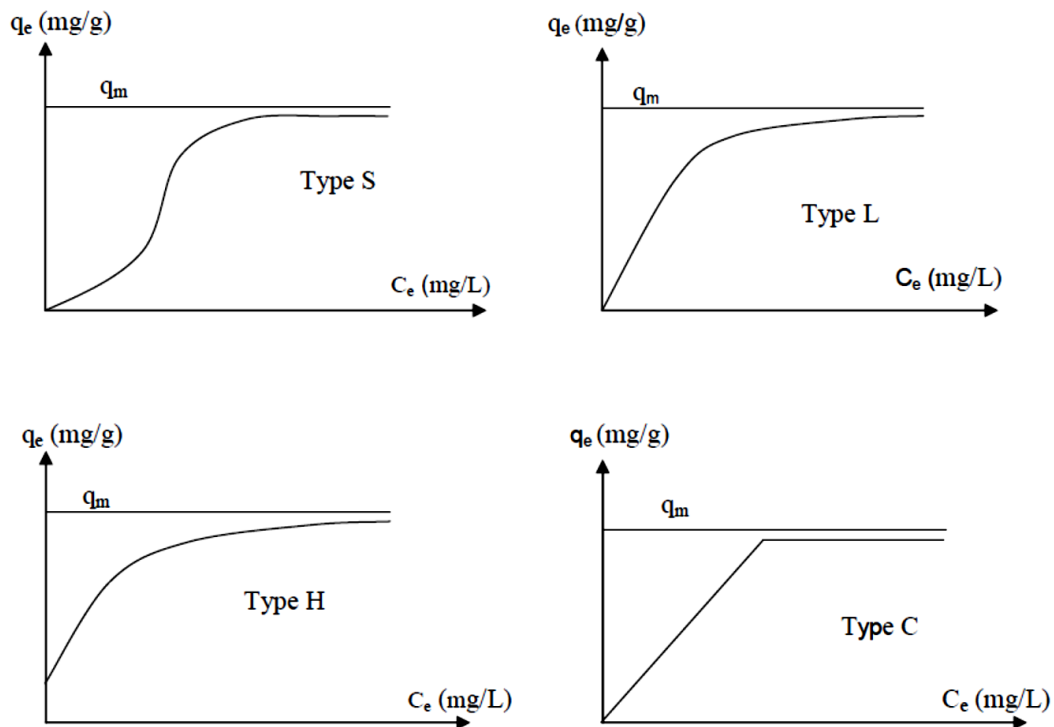 qₑ (mg/g)
qₘ
Type S
Cₑ (mg/L)
qₑ (mg/g)
qₘ
Type L
Cₑ (mg/L)
qₑ (mg/g)
qₘ
Type H
Cₑ (mg/L)
qₑ (mg/g)
qₘ
Type C
Cₑ (mg/L)